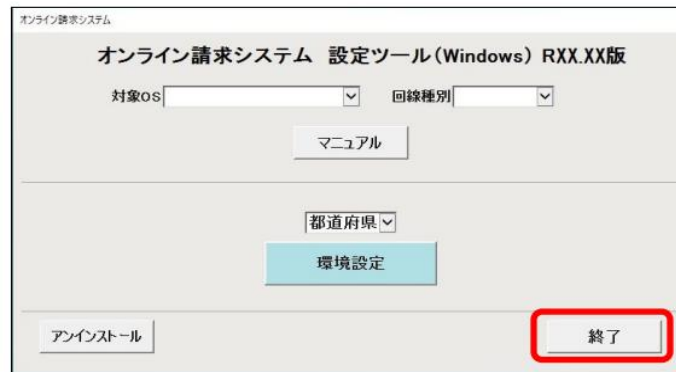 オンライン請求システム
オンライン請求システム 設定ツール(Windows) RXX.XX版
対象OS 回線種別
マニュアル
都道府県
環境設定
アンインストール 終了